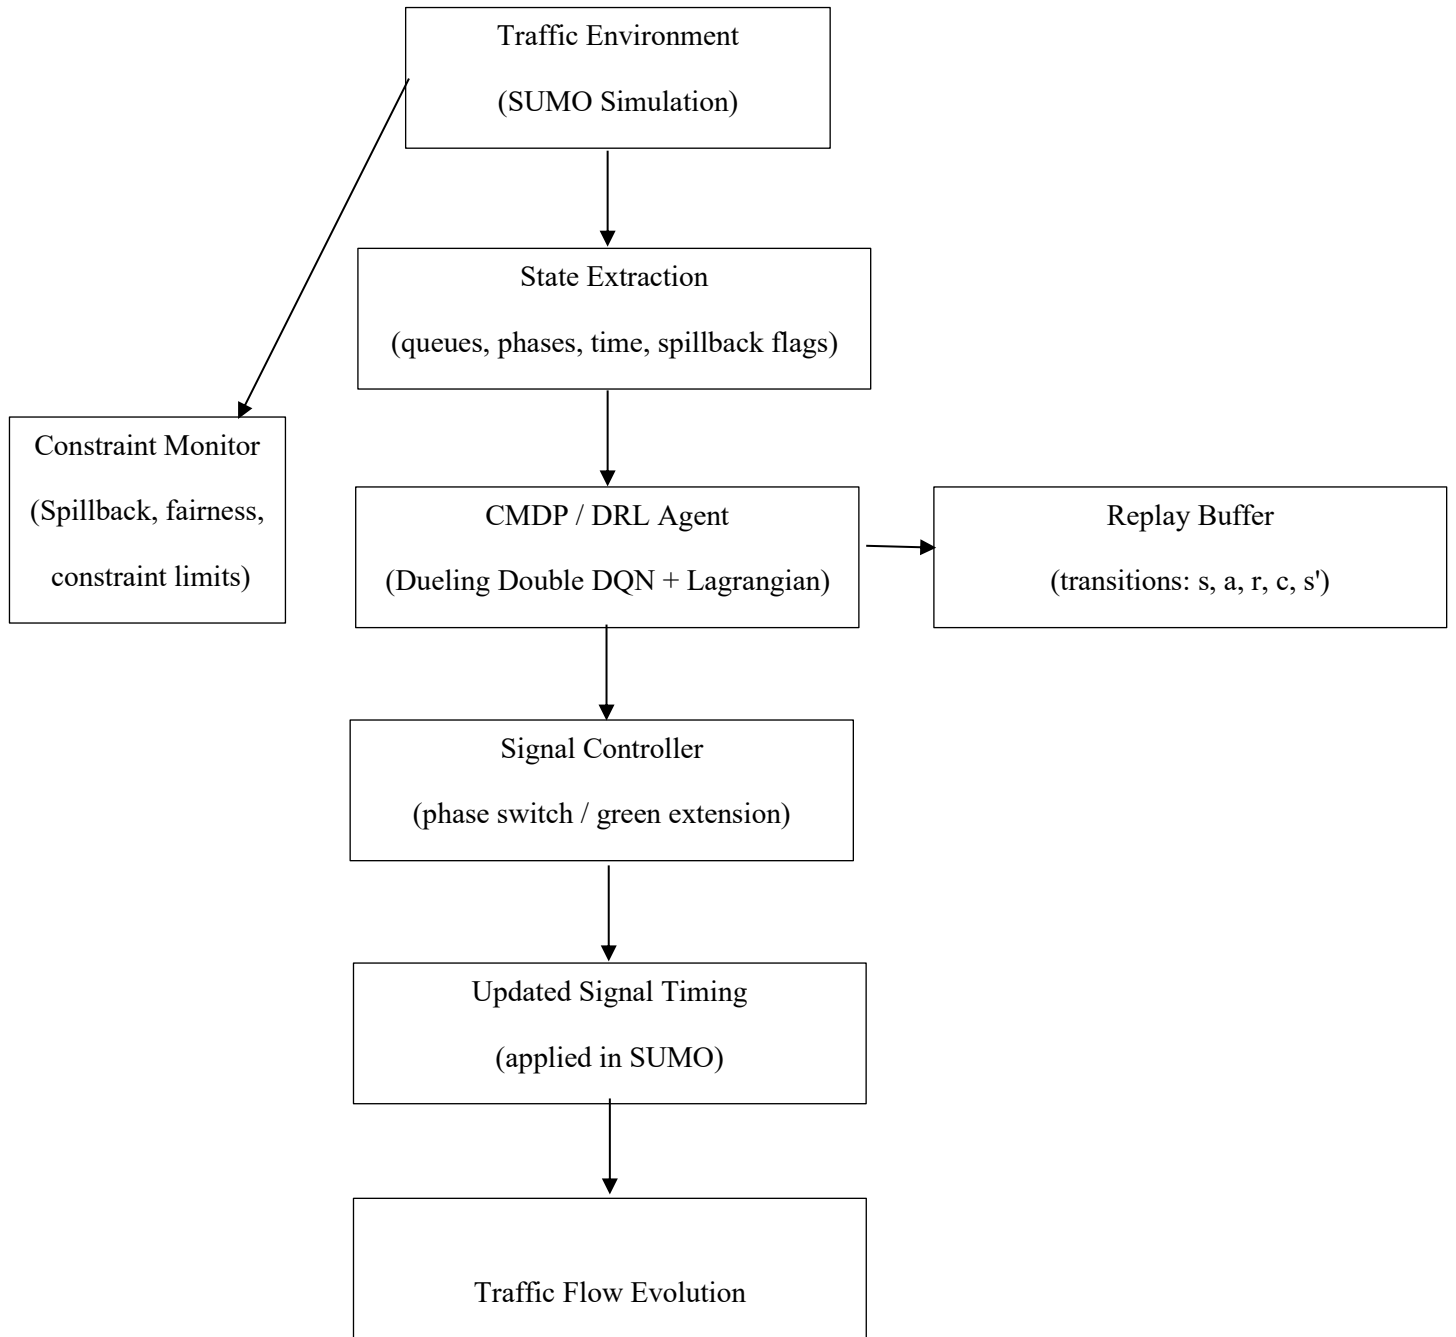 Traffic Environment
(SUMO Simulation)
State Extraction
(queues, phases, time, spillback flags)
Constraint Monitor
(Spillback, fairness,
constraint limits)
CMDP / DRL Agent
(Dueling Double DQN + Lagrangian)
Replay Buffer
(transitions: s, a, r, c, s')
Signal Controller
(phase switch / green extension)
Updated Signal Timing
(applied in SUMO)
Traffic Flow Evolution